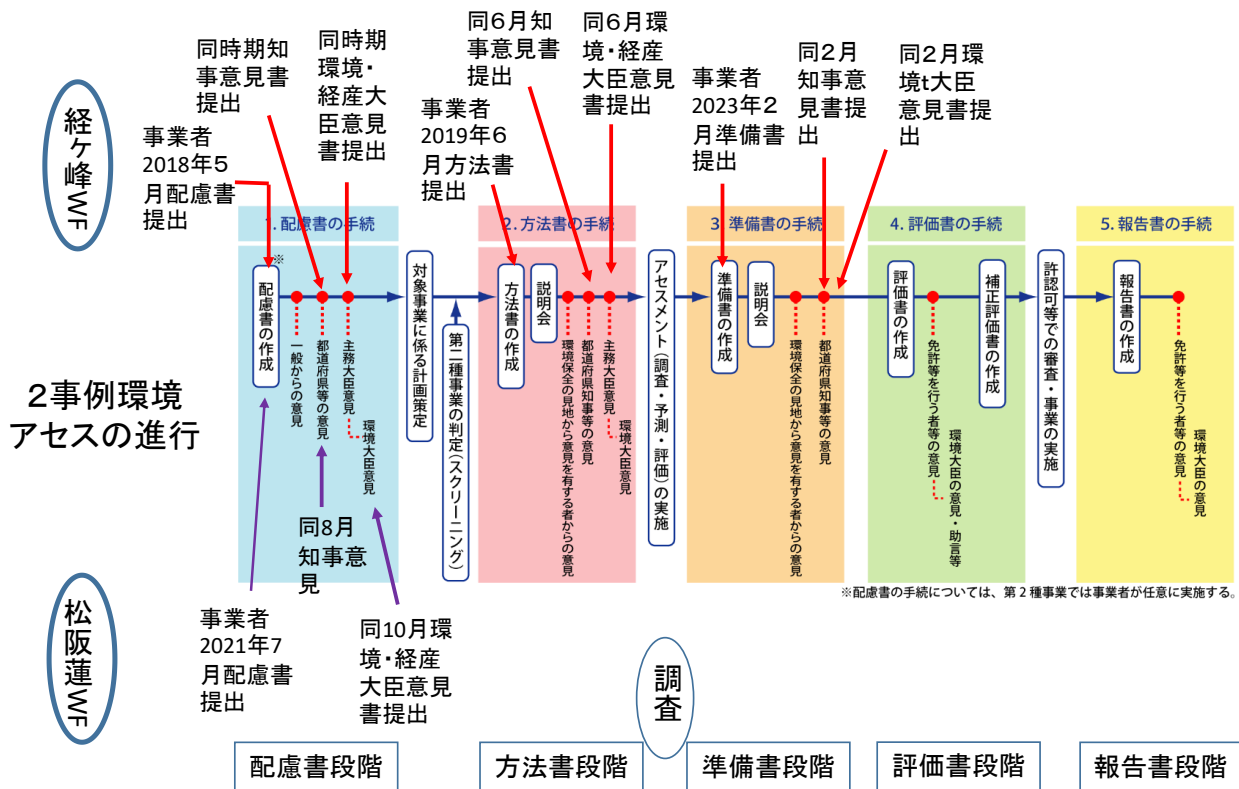 経ヶ峰WF
事業者
2018年5
月配慮書
提出
同時期知
事意見書
提出
同時期
環境・
経産大
臣意見
書提出
事業者
2019年6
月方法書
提出
同6月知
事意見書
提出
同6月環
境・経産
大臣意見
書提出
事業者
2023年2
月準備書
提出
同2月
知事意
見書提
出
同2月環
境t大臣
意見書提
出
2事例環境
アセスの進行
1. 配慮書の手続
※
配慮書の作成
一般からの意見
都道府県等の意見
主務大臣意見
環境大臣意見
対象事業に係る計画策定
第二種事業の判定(スクリーニング)
2. 方法書の手続
方法書の作成
説明会
環境保全の見地から意見を有する者からの意見
都道府県知事等の意見
主務大臣意見
環境大臣意見
アセスメント(調査・予測・評価)の実施
3. 準備書の手続
準備書の作成
説明会
環境保全の見地から意見を有する者からの意見
都道府県知事等の意見
4. 評価書の手続
評価書の作成
免許等を行う者等の意見
環境大臣の意見・助言等
補正評価書の作成
許認可等での審査・事業の実施
5. 報告書の手続
報告書の作成
免許等を行う者等の意見
環境大臣の意見
※配慮書の手続については、第2種事業では事業者が任意に実施する。
松阪蓮WF
事業者
2021年7
月配慮書
提出
同8月
知事意
見
同10月環
境・経産
大臣意見
書提出
調査
配慮書段階
方法書段階
準備書段階
評価書段階
報告書段階